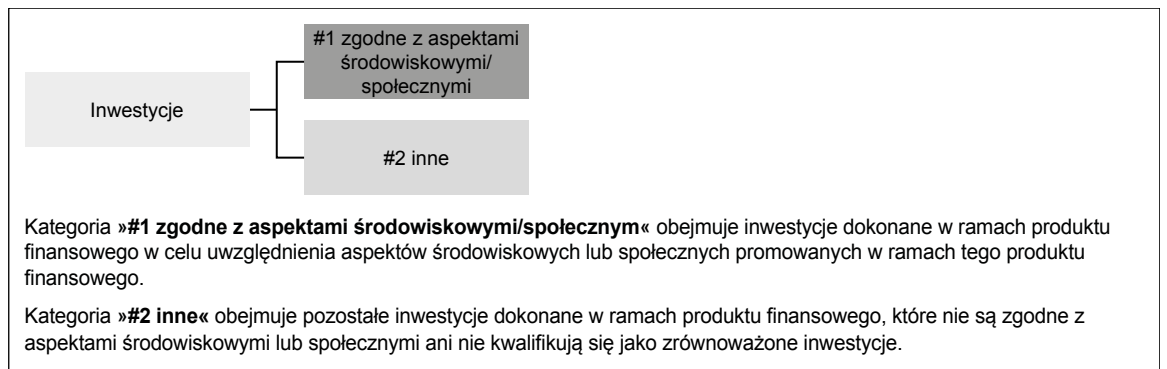 #1 zgodne z aspektami
środowiskowymi/
społecznymi
Inwestycje
#2 inne
Kategoria »#1 zgodne z aspektami środowiskowymi/społecznym« obejmuje inwestycje dokonane w ramach produktu
finansowego w celu uwzględnienia aspektów środowiskowych lub społecznych promowanych w ramach tego produktu
finansowego.
Kategoria »#2 inne« obejmuje pozostałe inwestycje dokonane w ramach produktu finansowego, które nie są zgodne z
aspektami środowiskowymi lub społecznymi ani nie kwalifikują się jako zrównoważone inwestycje.